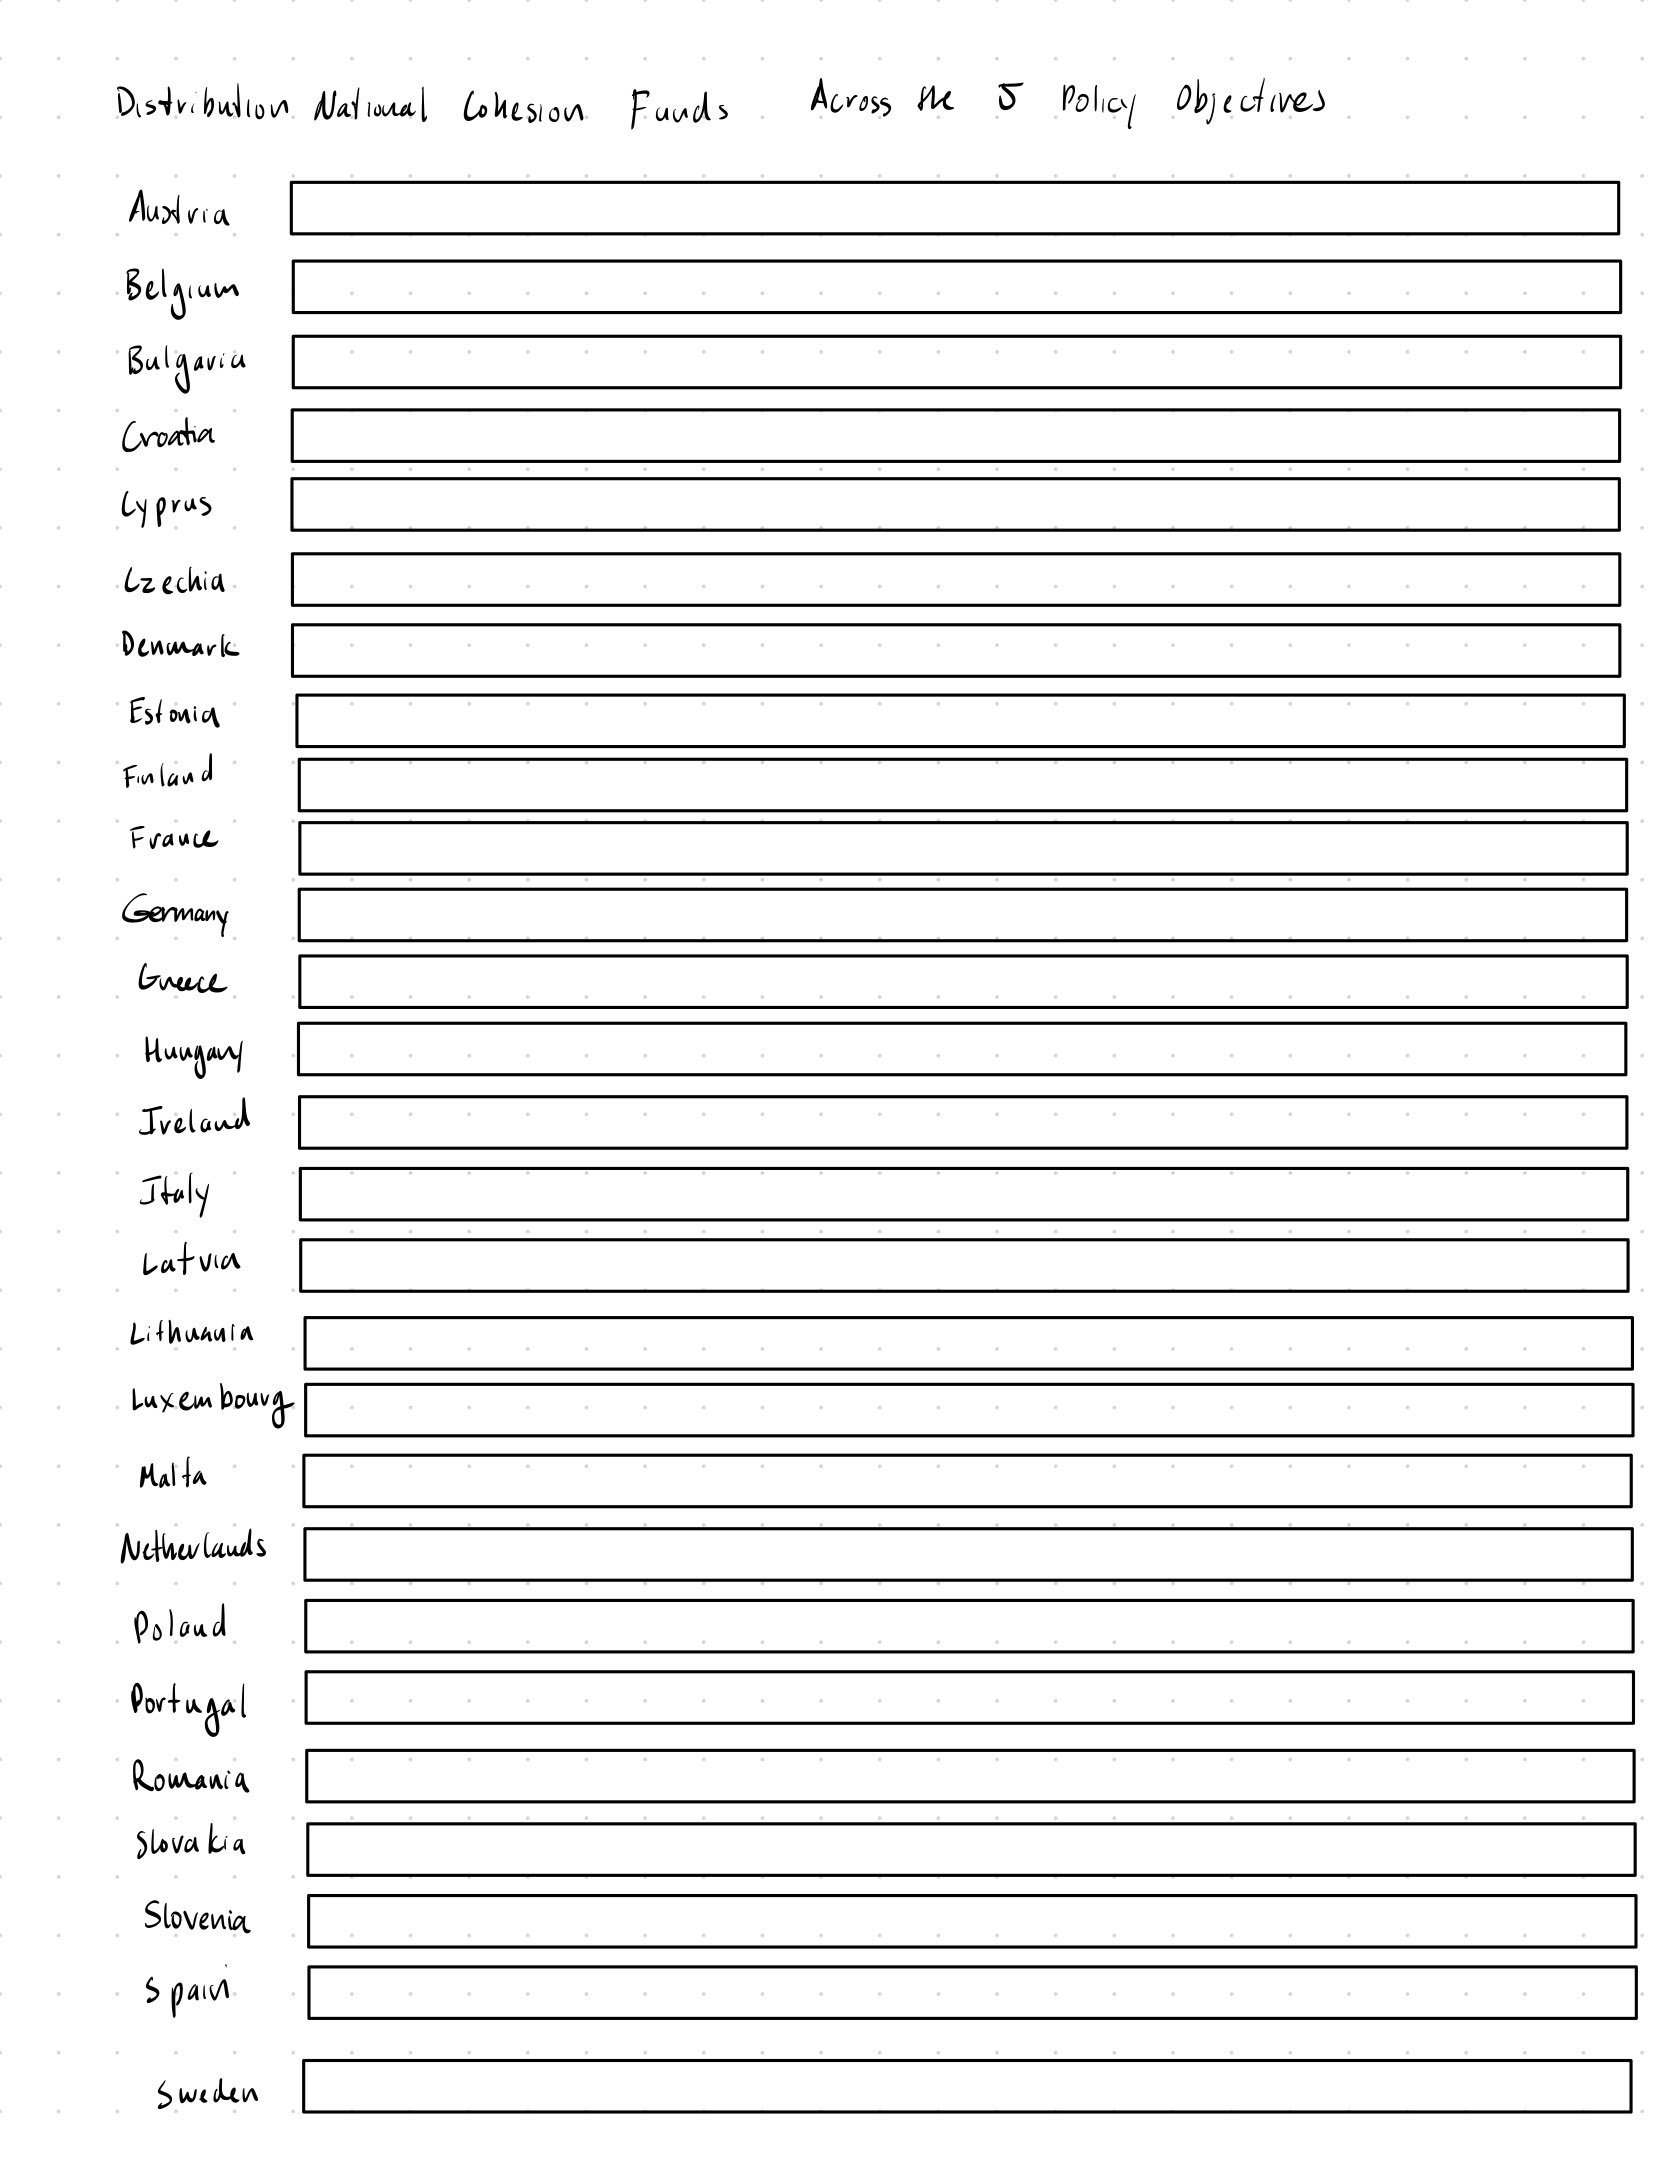 Distribution National Cohesion Funds Across the 5 Policy Objectives
Austria
Belgium
Bulgaria
Croatia
Cyprus
Czechia
Denmark
Estonia
Finland
France
Germany
Greece
Hungary
Ireland
Italy
Latvia
Lithuania
Luxembourg
Malta
Netherlands
Poland
Portugal
Romania
Slovakia
Slovenia
Spain
Sweden